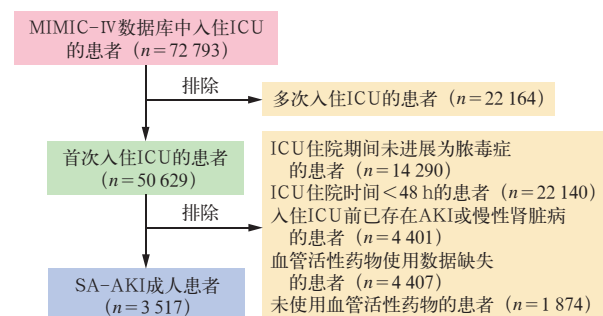 MIMIC-Ⅳ数据库中入住ICU
的患者（n=72 793）
排除
多次入住ICU的患者（n=22 164）
首次入住ICU的患者
（n=50 629）
排除
ICU住院期间未进展为脓毒症
的患者（n=14 290）
ICU住院时间<48 h的患者（n=22 140）
入住ICU前已存在AKI或慢性肾脏病
的患者（n=4 401）
血管活性药物使用数据缺失
的患者（n=4 407）
未使用血管活性药物的患者（n=1 874）
SA-AKI成人患者
（n=3 517）